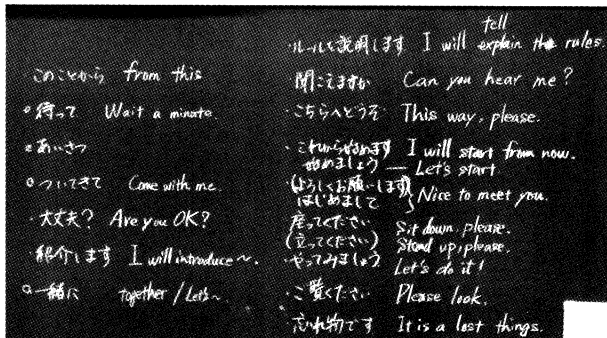 ・このことから from this
・待って Wait a minute.
・あいさつ
・ついてきて Come with me.
・大丈夫? Are you OK?
・紹介します I will introduce ~.
・一緒に together / Let's ~.
tell
・ルールを説明します I will explain the rules
聞こえますか Can you hear me?
・こちらへどうぞ This way, please.
・これから始めます I will start from now.
始めましょう Let's start
(よろしくお願いします)
はじめまして Nice to meet you.
座ってください Sit down, please.
(立ってください) Stand up, please.
・やってみましょう Let's do it!
・ご覧ください Please look.
忘れ物です It is a lost things.